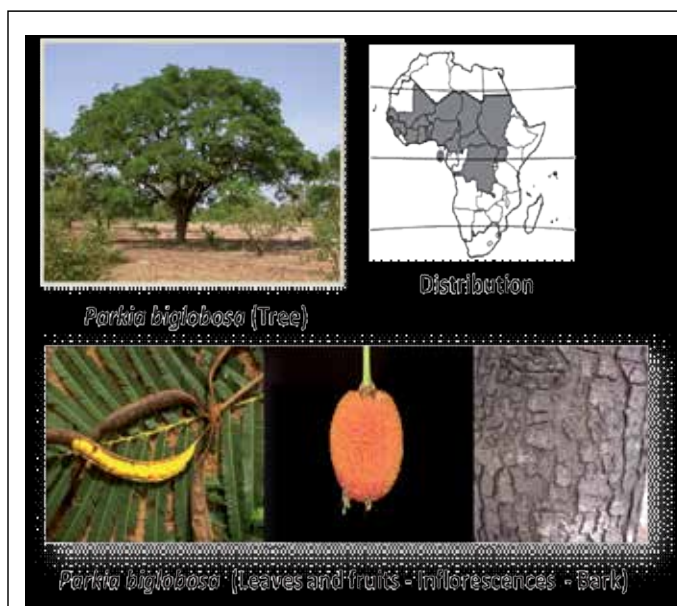 Distribution
Parkia biglobosa (Tree)
Parkia biglobosa (Leaves and fruits - Inflorescences - Bark)